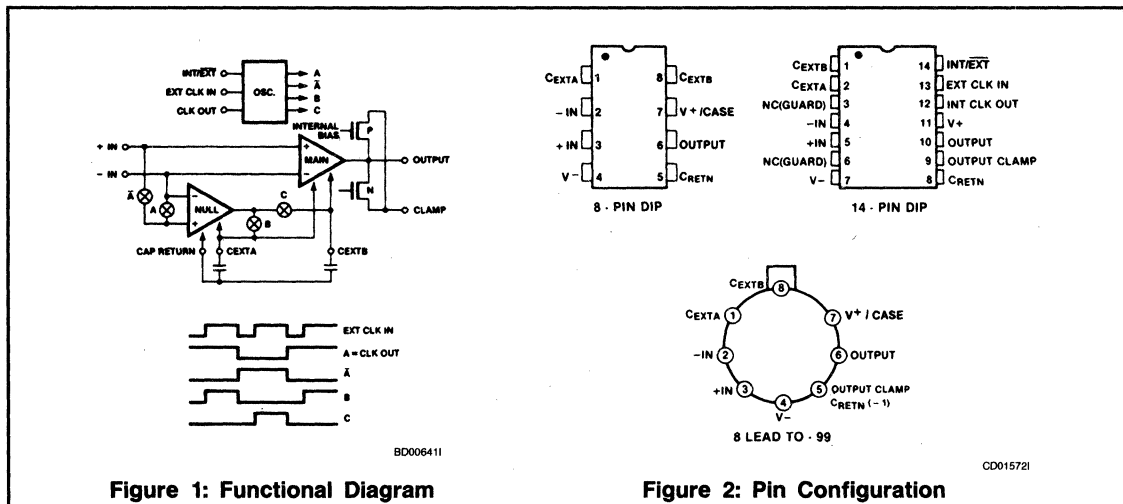 INT/EXT
EXT CLK IN
CLK OUT
OSC.
A
Ā
B
C
INTERNAL
BIAS
P
+ IN
- IN
MAIN
OUTPUT
N
CLAMP
Ā
A
NULL
C
B
CAP RETURN
CEXTA
CEXTB
EXT CLK IN
A = CLK OUT
Ā
B
C
BD00641I
Figure 1: Functional Diagram
CEXTA 1
8 CEXTB
- IN 2
7 V+/CASE
+ IN 3
6 OUTPUT
V- 4
5 CRETN
8 - PIN DIP
CEXTB 1
14 INT/EXT
CEXTA 2
13 EXT CLK IN
NC(GUARD) 3
12 INT CLK OUT
-IN 4
11 V+
+IN 5
10 OUTPUT
NC(GUARD) 6
9 OUTPUT CLAMP
V- 7
8 CRETN
14 - PIN DIP
CEXTB 8
CEXTA 1
7 V+ / CASE
-IN 2
6 OUTPUT
+IN 3
5 OUTPUT CLAMP
CRETN (-1)
4
V-
8 LEAD TO - 99
CD01572I
Figure 2: Pin Configuration